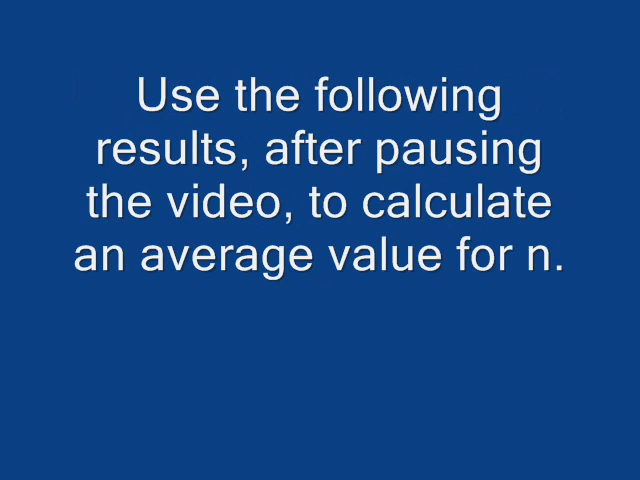 Use the following
results, after pausing
the video, to calculate
an average value for n.